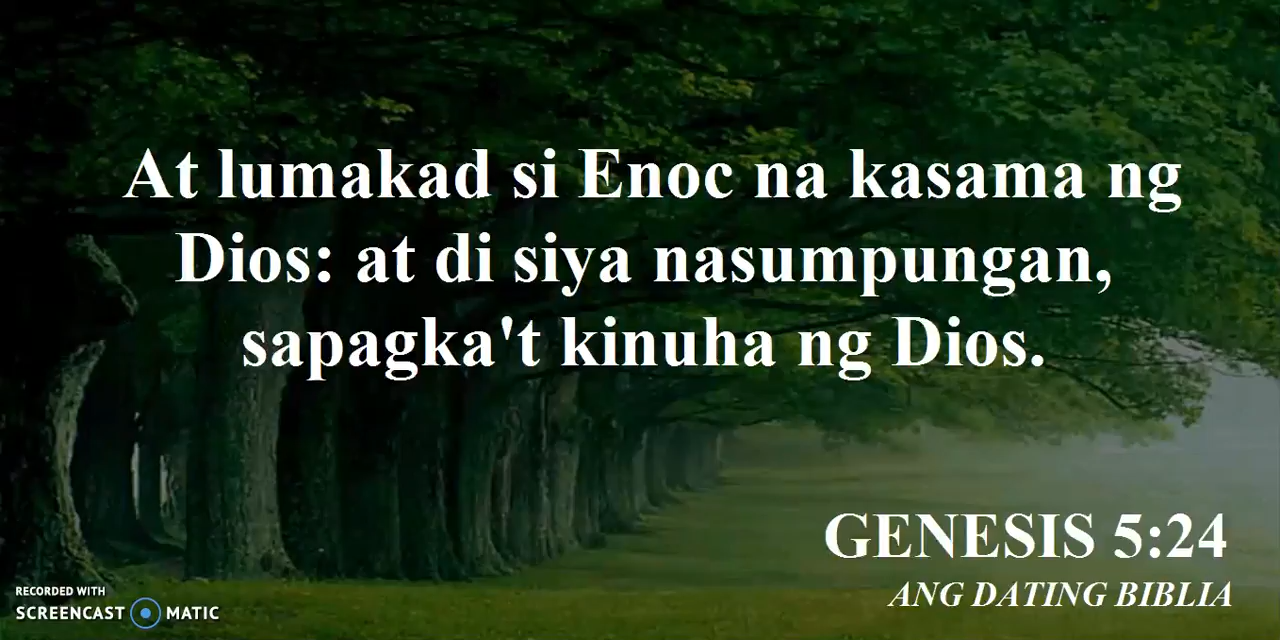 At lumakad si Enoc na kasama ng
Dios: at di siya nasumpungan,
sapagka't kinuha ng Dios.
GENESIS 5:24
ANG DATING BIBLIA
RECORDED WITH
SCREENCAST MATIC